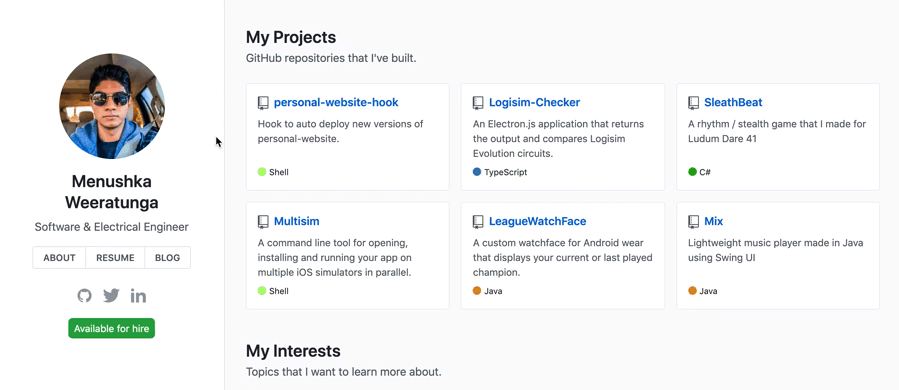 Menushka
Weeratunga
Software & Electrical Engineer
ABOUT RESUME BLOG
Available for hire
My Projects
GitHub repositories that I've built.
personal-website-hook
Hook to auto deploy new versions of
personal-website.
Shell
Logisim-Checker
An Electron.js application that returns
the output and compares Logisim
Evolution circuits.
TypeScript
SleathBeat
A rhythm / stealth game that I made for
Ludum Dare 41
C#
Multisim
A command line tool for opening,
installing and running your app on
multiple iOS simulators in parallel.
Shell
LeagueWatchFace
A custom watchface for Android wear
that displays your current or last played
champion.
Java
Mix
Lightweight music player made in Java
using Swing UI
Java
My Interests
Topics that I want to learn more about.